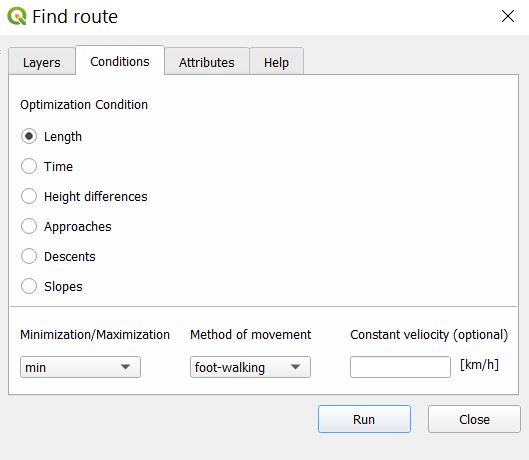 Find route
Layers Conditions Attributes Help
Optimization Condition
Length
Time
Height differences
Approaches
Descents
Slopes
Minimization/Maximization Method of movement Constant veliocity (optional)
min foot-walking [km/h]
Run Close